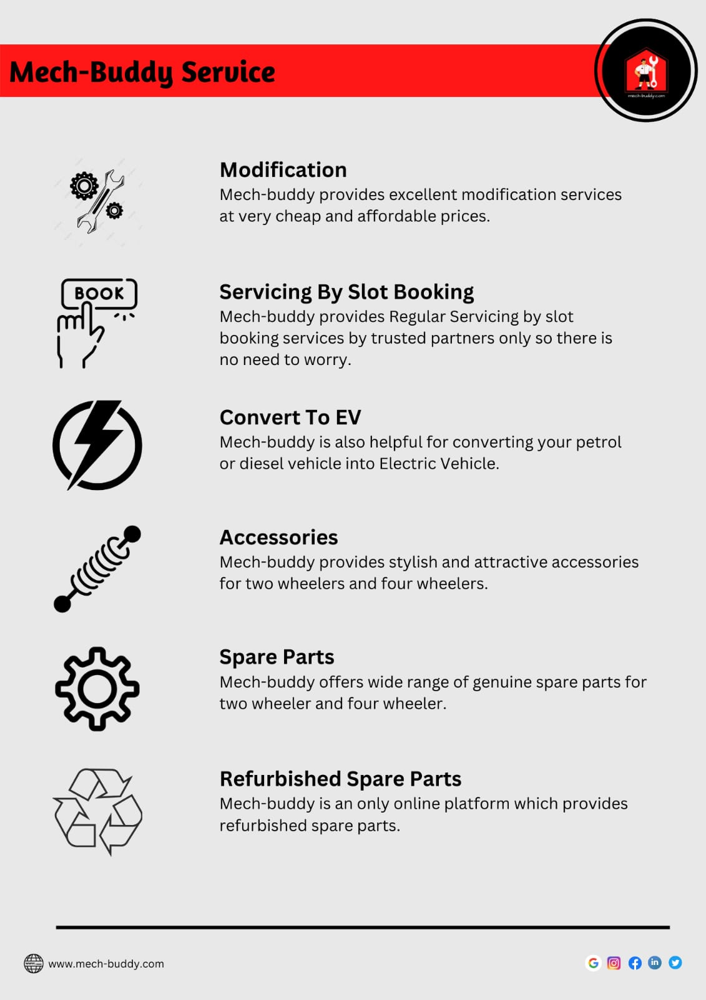 Mech-Buddy Service
mech-buddy.com
Modification
Mech-buddy provides excellent modification services
at very cheap and affordable prices.
BOOK
Servicing By Slot Booking
Mech-buddy provides Regular Servicing by slot
booking services by trusted partners only so there is
no need to worry.
Convert To EV
Mech-buddy is also helpful for converting your petrol
or diesel vehicle into Electric Vehicle.
Accessories
Mech-buddy provides stylish and attractive accessories
for two wheelers and four wheelers.
Spare Parts
Mech-buddy offers wide range of genuine spare parts for
two wheeler and four wheeler.
Refurbished Spare Parts
Mech-buddy is an only online platform which provides
refurbished spare parts.
www.mech-buddy.com